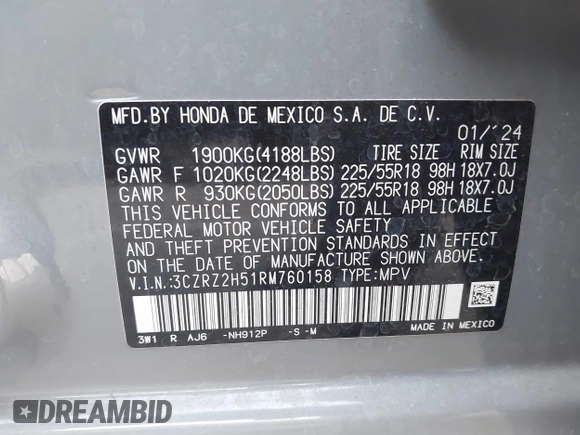 MFD.BY HONDA DE MEXICO S.A. DE C.V.
01/'24
GVWR 1900KG(4188LBS) TIRE SIZE RIM SIZE
GAWR F 1020KG(2248LBS) 225/55R18 98H 18X7.0J
GAWR R 930KG(2050LBS) 225/55R18 98H 18X7.0J
THIS VEHICLE CONFORMS TO ALL APPLICABLE
FEDERAL MOTOR VEHICLE SAFETY
AND THEFT PREVENTION STANDARDS IN EFFECT
ON THE DATE OF MANUFACTURE SHOWN ABOVE.
V.I.N.:3CZRZ2H51RM760158 TYPE:MPV
3W1 R AJ6 -NH912P -S -M MADE IN MEXICO
DREAMBID